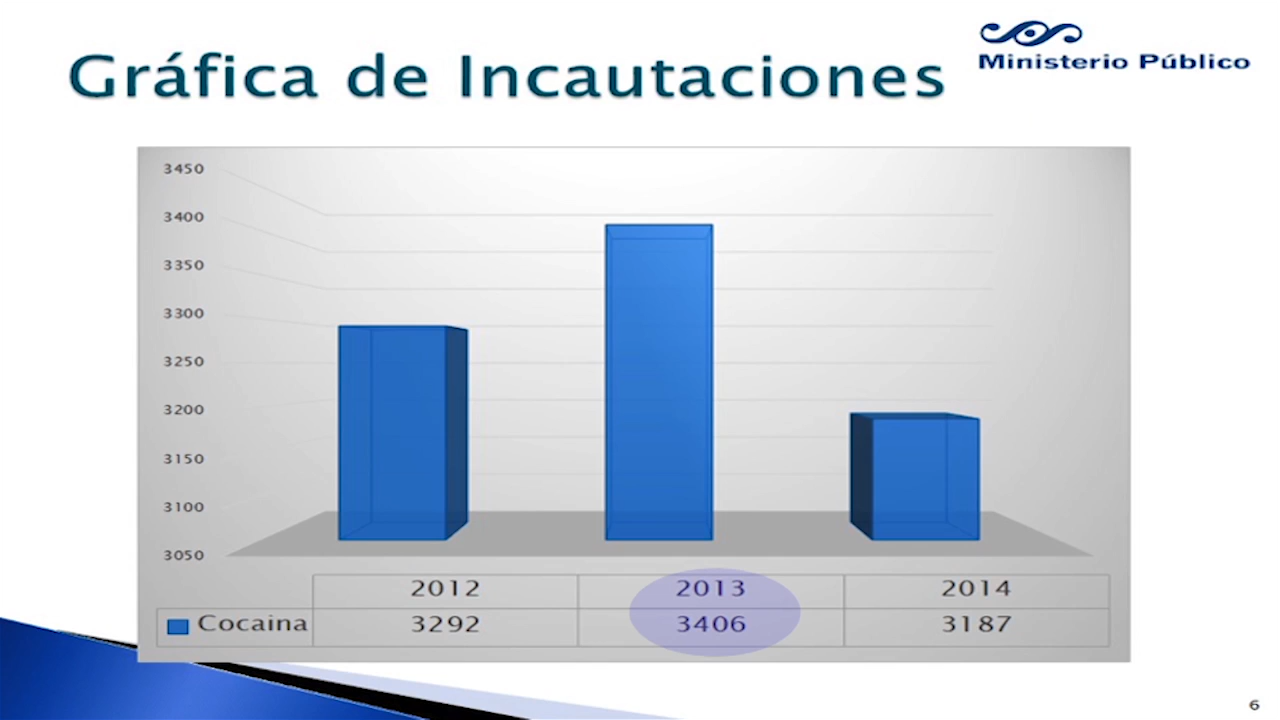 Gráfica de Incautaciones
Ministerio Público
3450
3400
3350
3300
3250
3200
3150
3100
3050
2012 2013 2014
Cocaina 3292 3406 3187
6